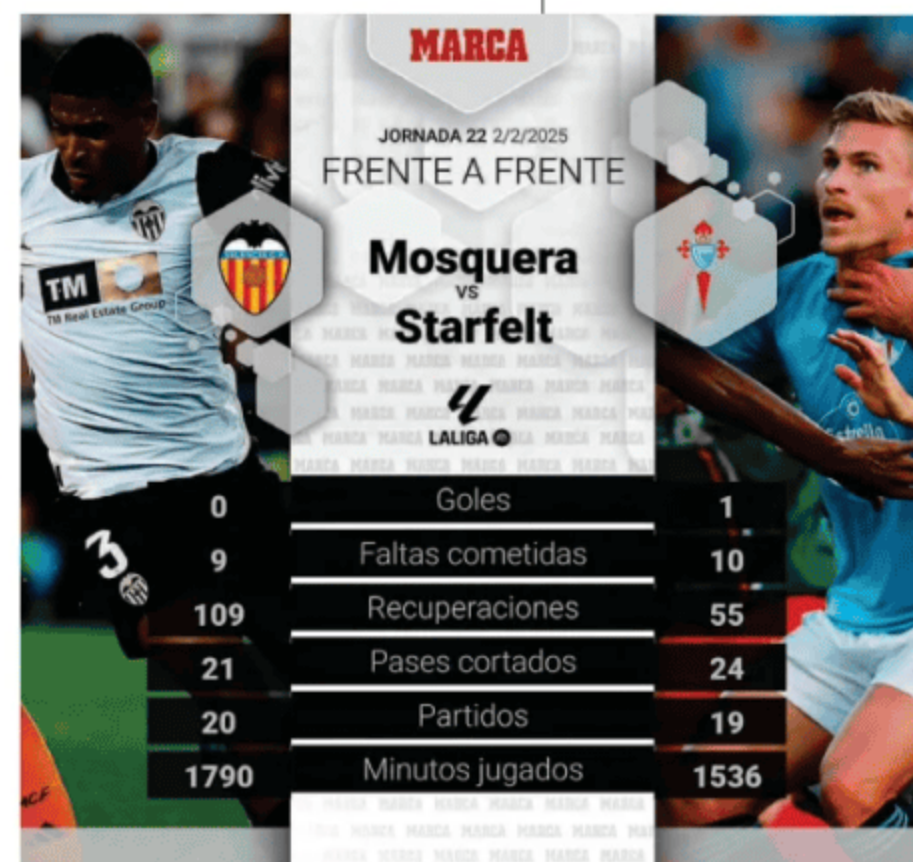 MARCA
JORNADA 22 2/2/2025
FRENTE A FRENTE
Mosquera
vs
Starfelt
LALIGA
TM
TM Real Estate Group
VALENCIA C.F.
live
3
Estrella
0 Goles 1
9 Faltas cometidas 10
109 Recuperaciones 55
21 Pases cortados 24
20 Partidos 19
1790 Minutos jugados 1536